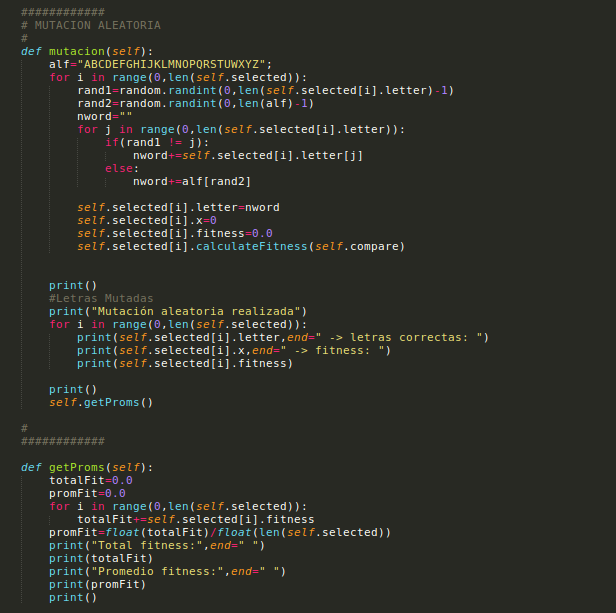 ############
# MUTACION ALEATORIA
#
def mutacion(self):
    alf="ABCDEFGHIJKLMNOPQRSTUWXYZ";
    for i in range(0,len(self.selected)):
        rand1=random.randint(0,len(self.selected[i].letter)-1)
        rand2=random.randint(0,len(alf)-1)
        nword=""
        for j in range(0,len(self.selected[i].letter)):
            if(rand1 != j):
                nword+=self.selected[i].letter[j]
            else:
                nword+=alf[rand2]

        self.selected[i].letter=nword
        self.selected[i].x=0
        self.selected[i].fitness=0.0
        self.selected[i].calculateFitness(self.compare)


    print()
    #Letras Mutadas
    print("Mutación aleatoria realizada")
    for i in range(0,len(self.selected)):
        print(self.selected[i].letter,end=" -> letras correctas: ")
        print(self.selected[i].x,end=" -> fitness: ")
        print(self.selected[i].fitness)

    print()
    self.getProms()

#
############

def getProms(self):
    totalFit=0.0
    promFit=0.0
    for i in range(0,len(self.selected)):
        totalFit+=self.selected[i].fitness
    promFit=float(totalFit)/float(len(self.selected))
    print("Total fitness:",end=" ")
    print(totalFit)
    print("Promedio fitness:",end=" ")
    print(promFit)
    print()